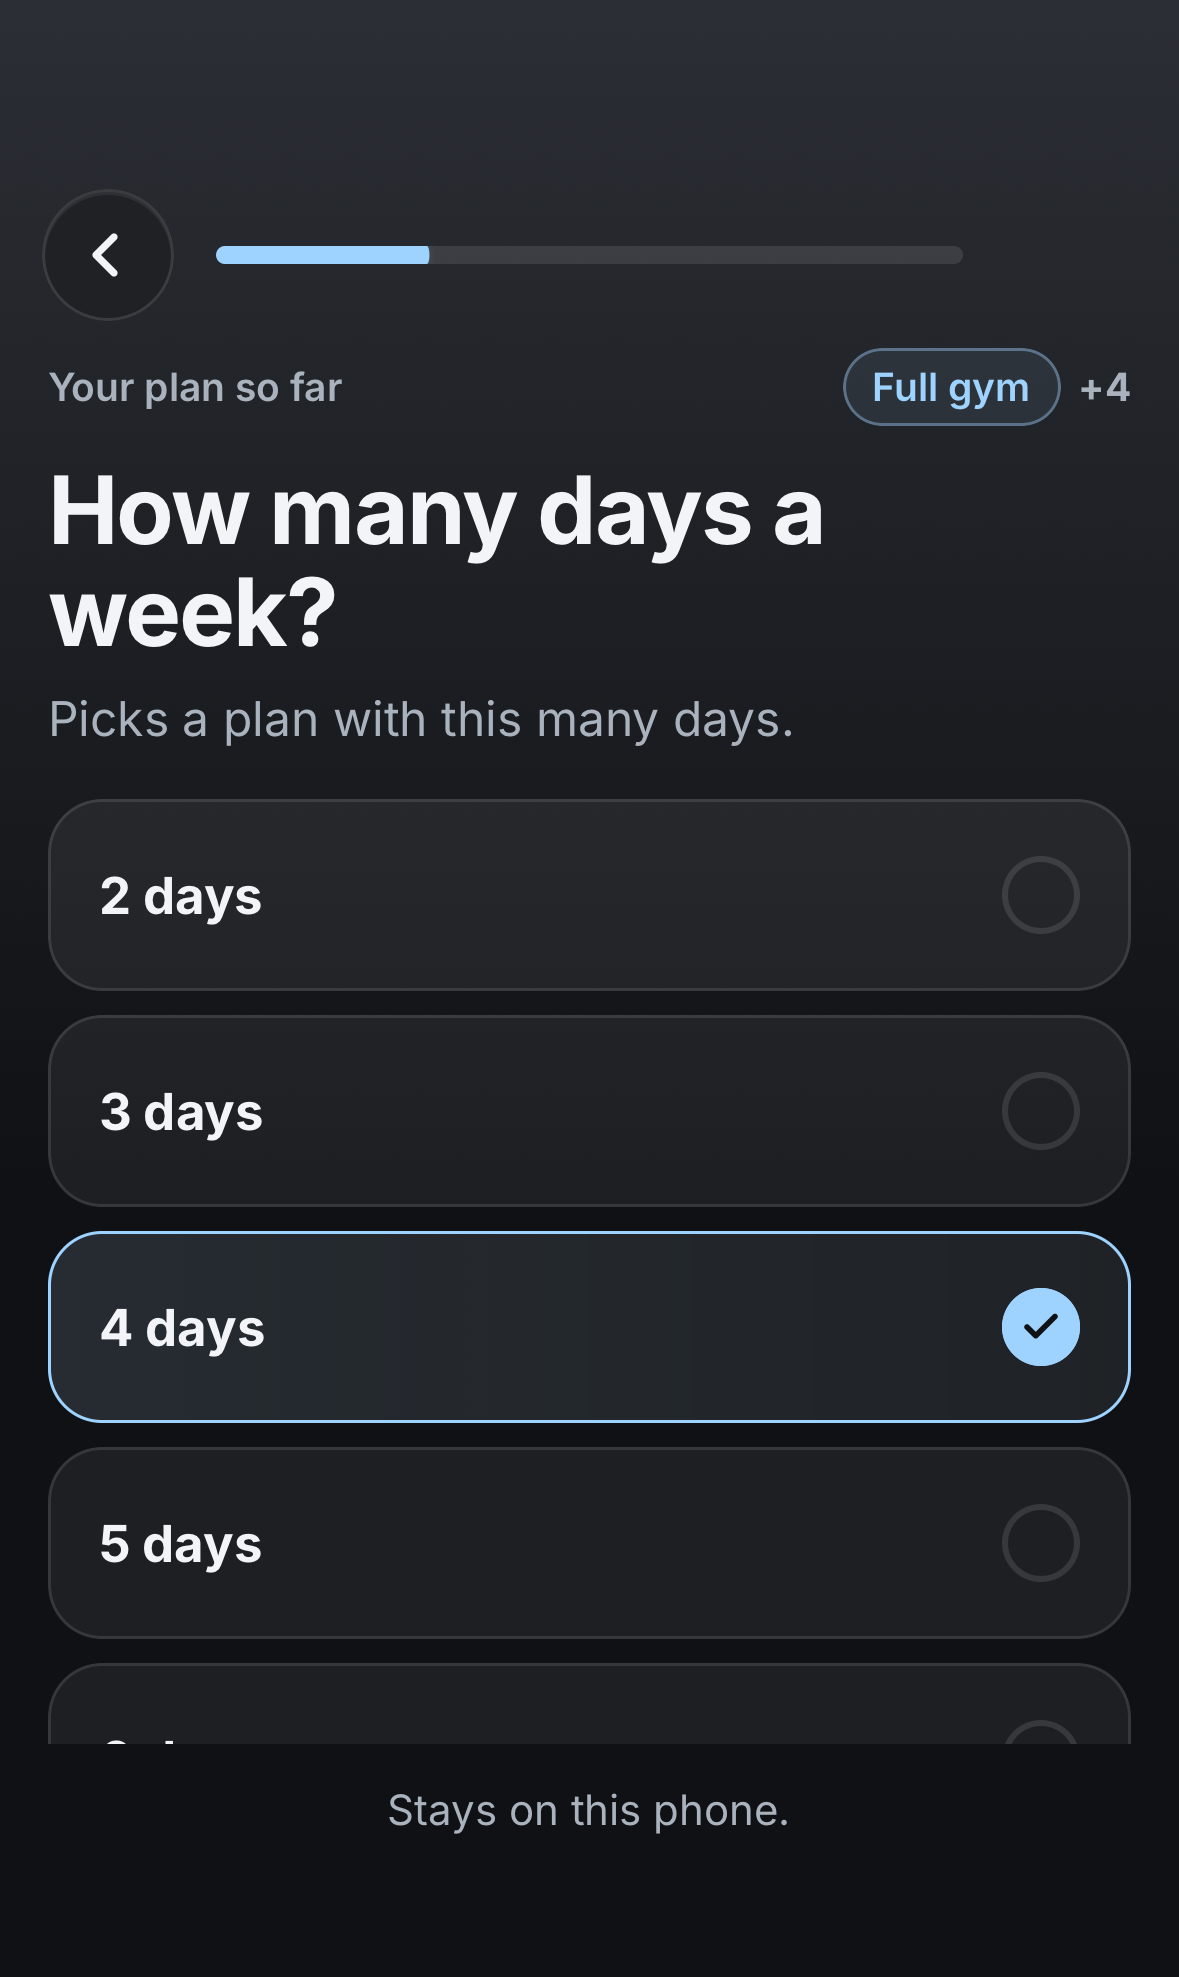 Your plan so far
Full gym +4
How many days a
week?
Picks a plan with this many days.
2 days
3 days
4 days
5 days
Stays on this phone.